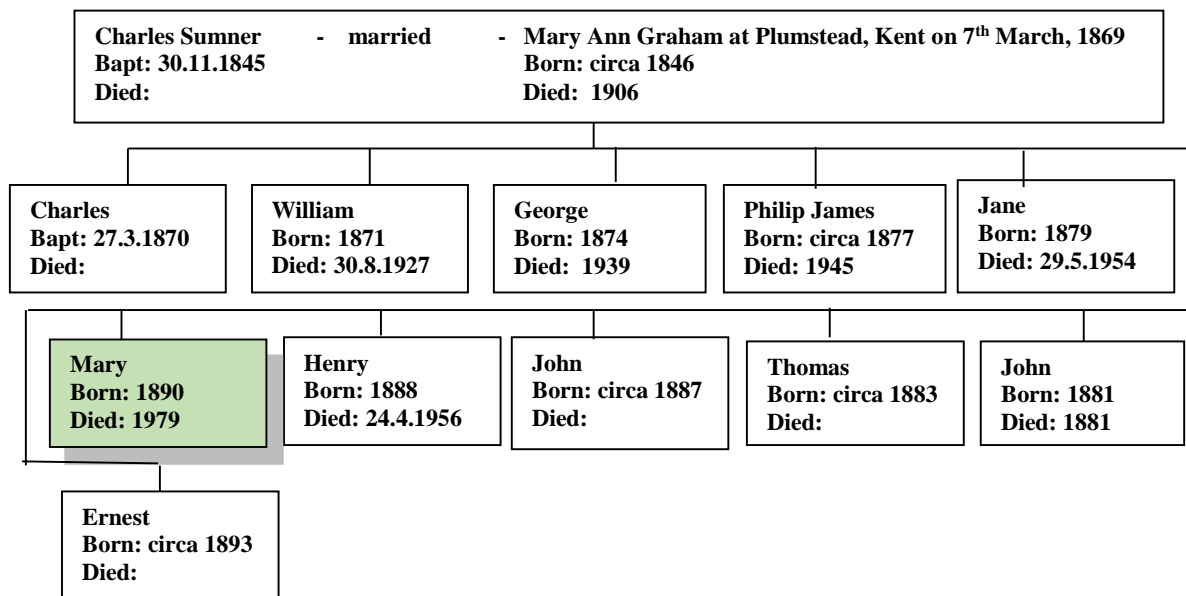 Charles Sumner - married - Mary Ann Graham at Plumstead, Kent on 7th March, 1869
Bapt: 30.11.1845 Born: circa 1846
Died: Died: 1906
Charles
Bapt: 27.3.1870
Died:
William
Born: 1871
Died: 30.8.1927
George
Born: 1874
Died: 1939
Philip James
Born: circa 1877
Died: 1945
Jane
Born: 1879
Died: 29.5.1954
Mary
Born: 1890
Died: 1979
Henry
Born: 1888
Died: 24.4.1956
John
Born: circa 1887
Died:
Thomas
Born: circa 1883
Died:
John
Born: 1881
Died: 1881
Ernest
Born: circa 1893
Died: